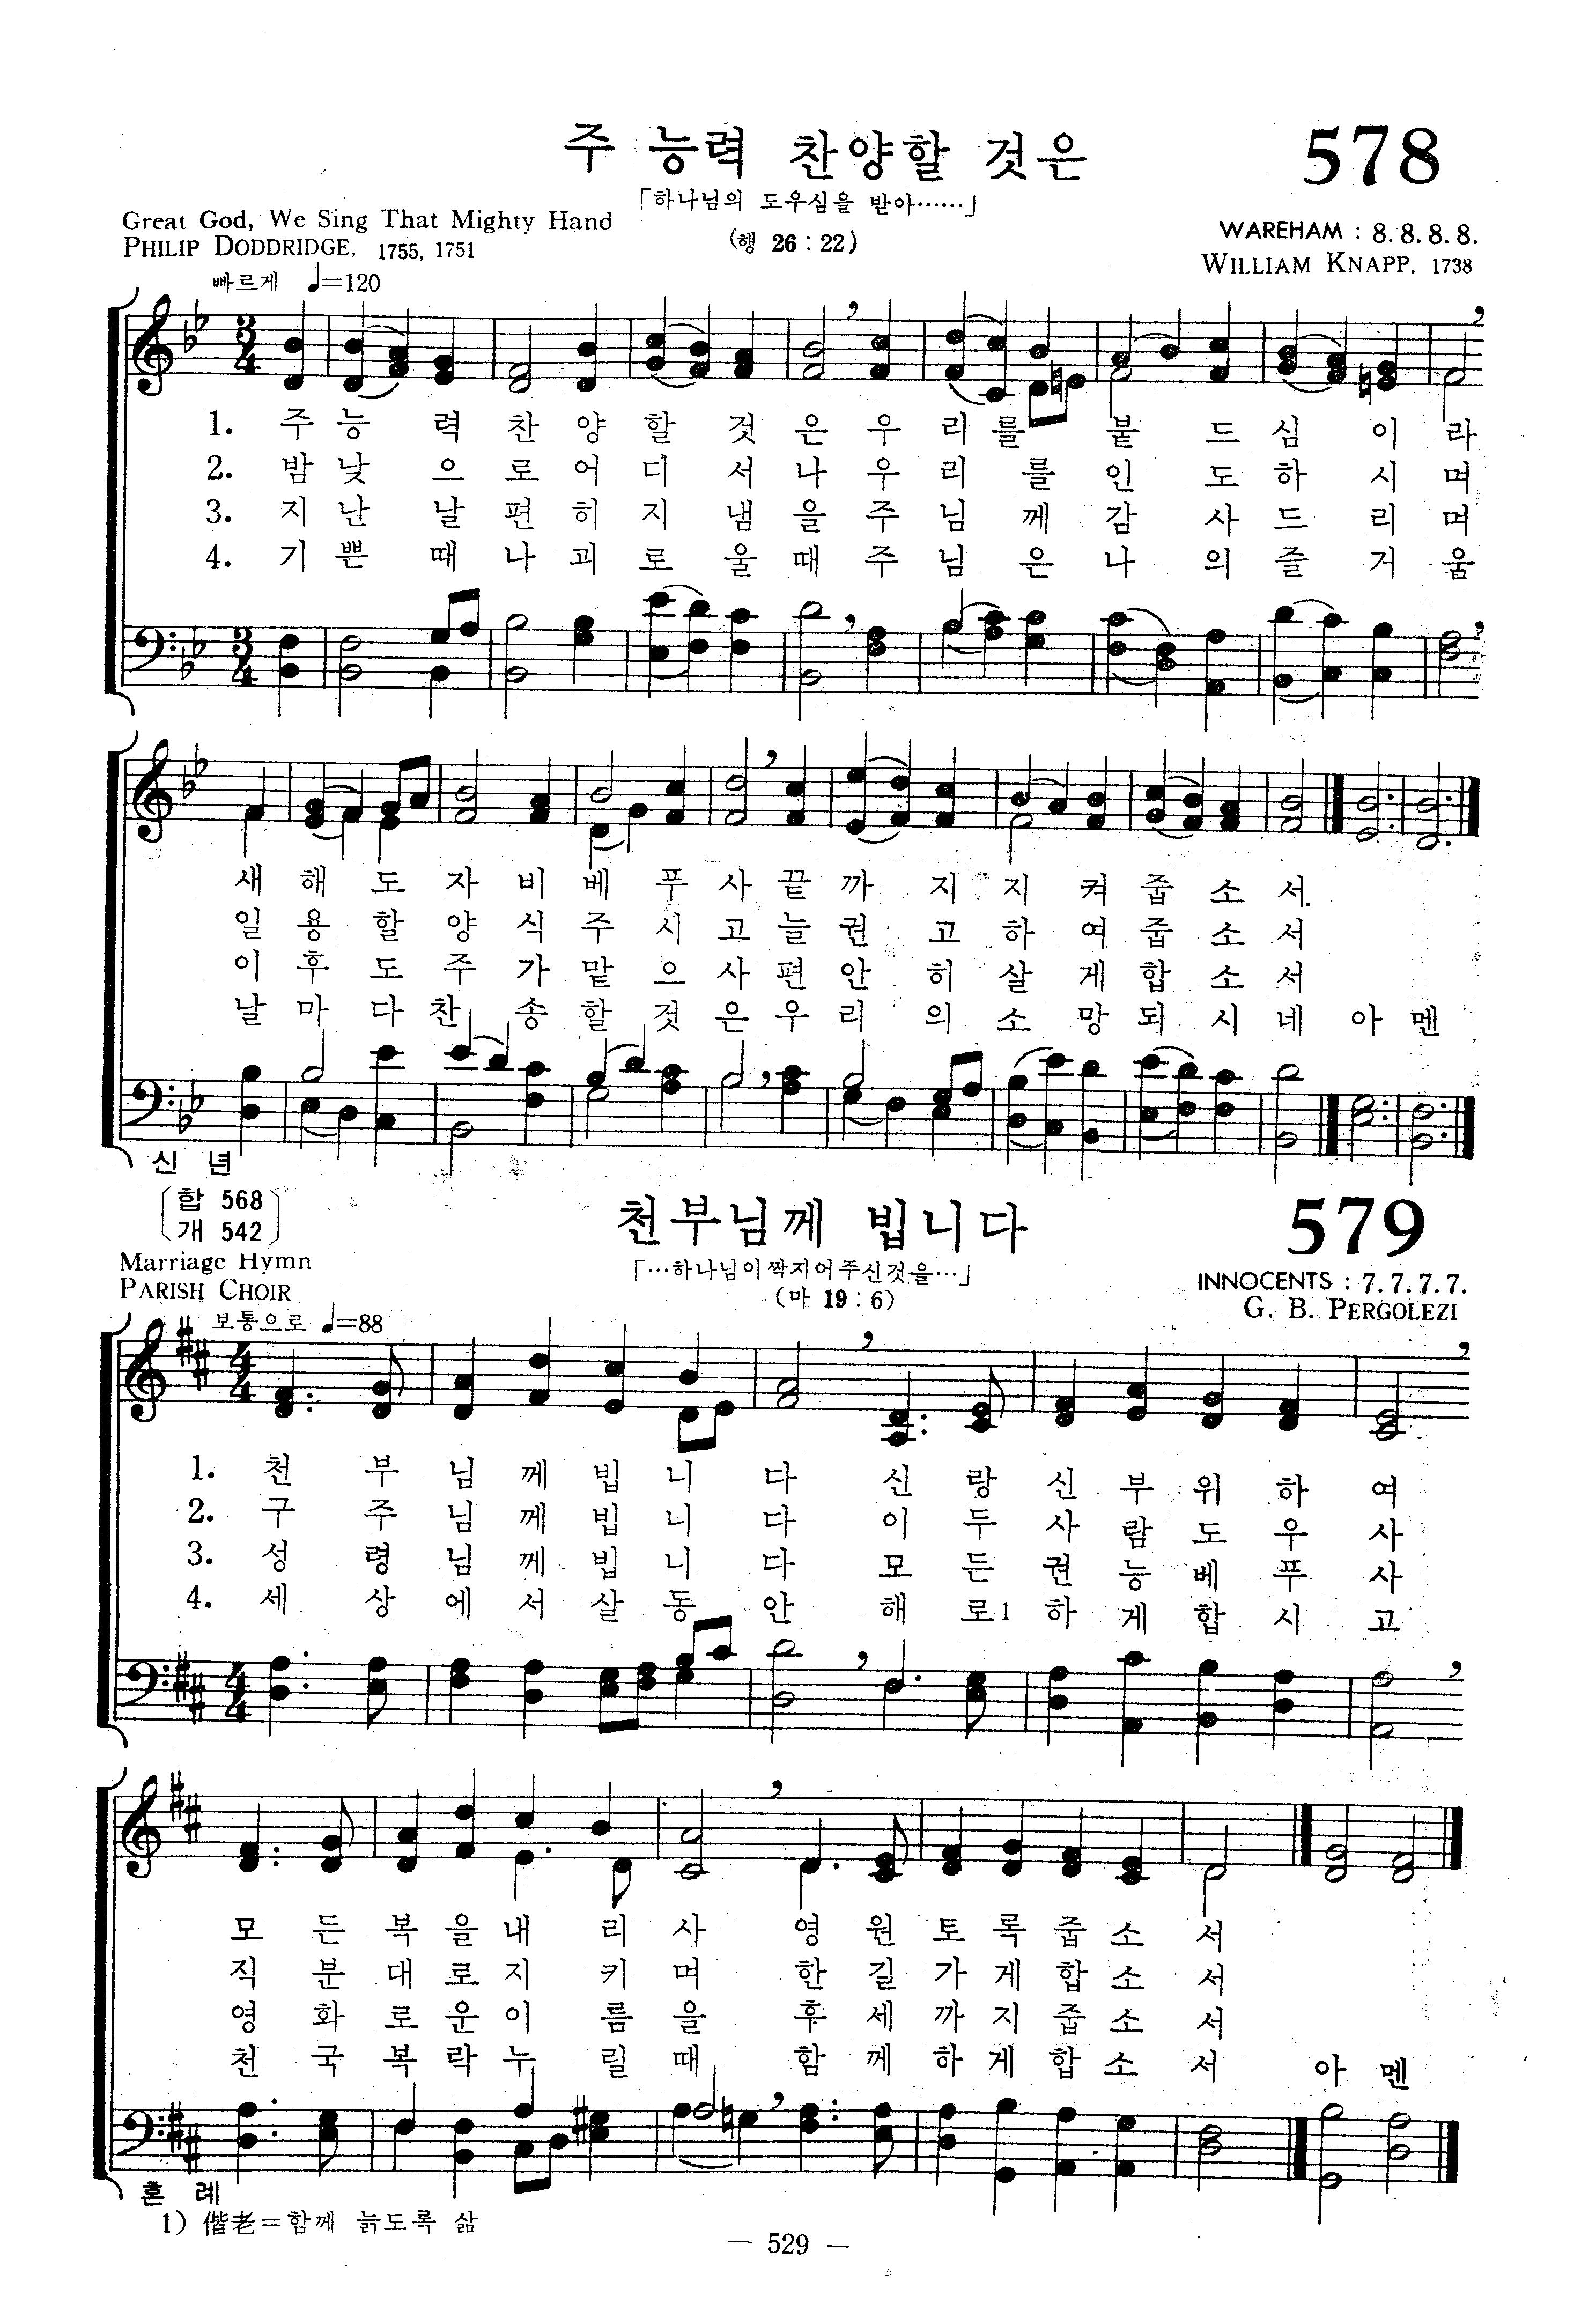 주 능력 찬양할 것은 578
「하나님의 도우심을 받아……」
Great God, We Sing That Mighty Hand
(행 26 : 22)
WAREHAM : 8. 8. 8. 8.
PHILIP DODDRIDGE, 1755, 1751
WILLIAM KNAPP, 1738
빠르게 ♩=120
1. 주 능 력 찬 양 할 것 은 우 리 를 붙 드 심 이 라
2. 밤 낮 으 로 어 디 서 나 우 리 를 인 도 하 시 며
3. 지 난 날 편 히 지 냄 을 주 님 께 감 사 드 리 며
4. 기 쁜 때 나 괴 로 울 때 주 님 은 나 의 즐 거 움
새 해 도 자 비 베 푸 사 끝 까 지 지 켜 줍 소 서
일 용 할 양 식 주 시 고 늘 권 고 하 여 줍 소 서
이 후 도 주 가 맡 으 사 편 안 히 살 게 합 소 서
날 마 다 찬 송 할 것 은 우 리 의 소 망 되 시 네 아 멘
신 년
(합 568)
(개 542)
천부님께 빕니다 579
Marriage Hymn
「…하나님이 짝지어 주신것을…」
INNOCENTS : 7. 7. 7. 7.
PARISH CHOIR
(마 19 : 6)
G. B. PERGOLEZI
보통으로 ♩=88
1. 천 부 님 께 빕 니 다 신 랑 신 부 위 하 여
2. 구 주 님 께 빕 니 다 이 두 사 람 도 우 사
3. 성 령 님 께 빕 니 다 모 든 권 능 베 푸 사
4. 세 상 에 서 살 동 안 해 로1 하 게 합 시 고
모 든 복 을 내 리 사 영 원 토 록 줍 소 서
직 분 대 로 지 키 며 한 길 가 게 합 소 서
영 화 로 운 이 름 을 후 세 까 지 줍 소 서
천 국 복 락 누 릴 때 함 께 하 게 합 소 서 아 멘
혼 례
1) 偕老=함께 늙도록 삶
— 529 —